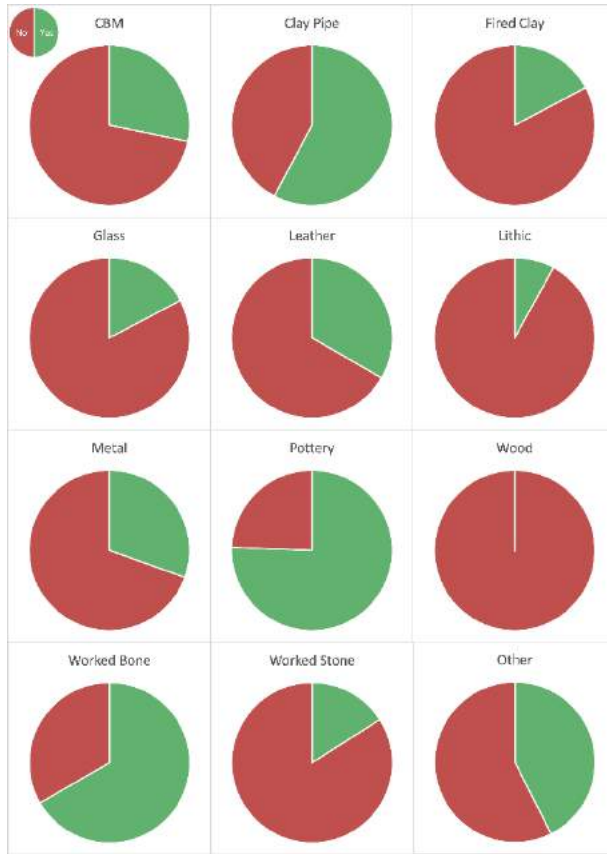 CBM
Clay Pipe
Fired Clay
No Yes
Glass
Leather
Lithic
Metal
Pottery
Wood
Worked Bone
Worked Stone
Other